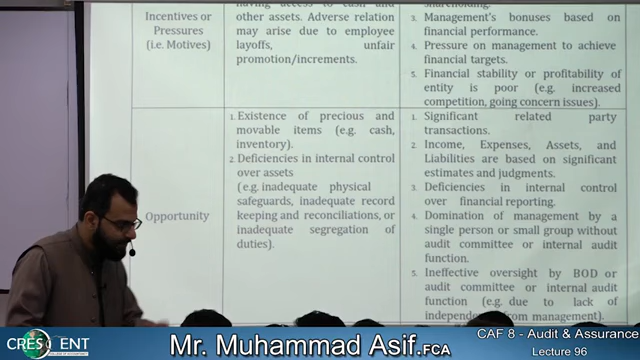 Incentives or
Pressures
(i.e. Motives)
having access to cash and
other assets. Adverse relation
may arise due to employee
layoffs, unfair
promotion/increments.
shareholding.
3. Management's bonuses based on
financial performance.
4. Pressure on management to achieve
financial targets.
5. Financial stability or profitability of
entity is poor (e.g. increased
competition, going concern issues).
Opportunity
1. Existence of precious and
movable items (e.g. cash,
inventory).
2. Deficiencies in internal control
over assets
(e.g. inadequate physical
safeguards, inadequate record
keeping and reconciliations, or
inadequate segregation of
duties).
1. Significant related party
transactions.
2. Income, Expenses, Assets, and
Liabilities are based on significant
estimates and judgments.
3. Deficiencies in internal control
over financial reporting.
4. Domination of management by a
single person or small group without
audit committee or internal audit
function.
5. Ineffective oversight by BOD or
audit committee or internal audit
function (e.g. due to lack of
from management).
CRESCENT
Mr. Muhammad Asif.FCA
CAF 8 - Audit & Assurance
Lecture 96